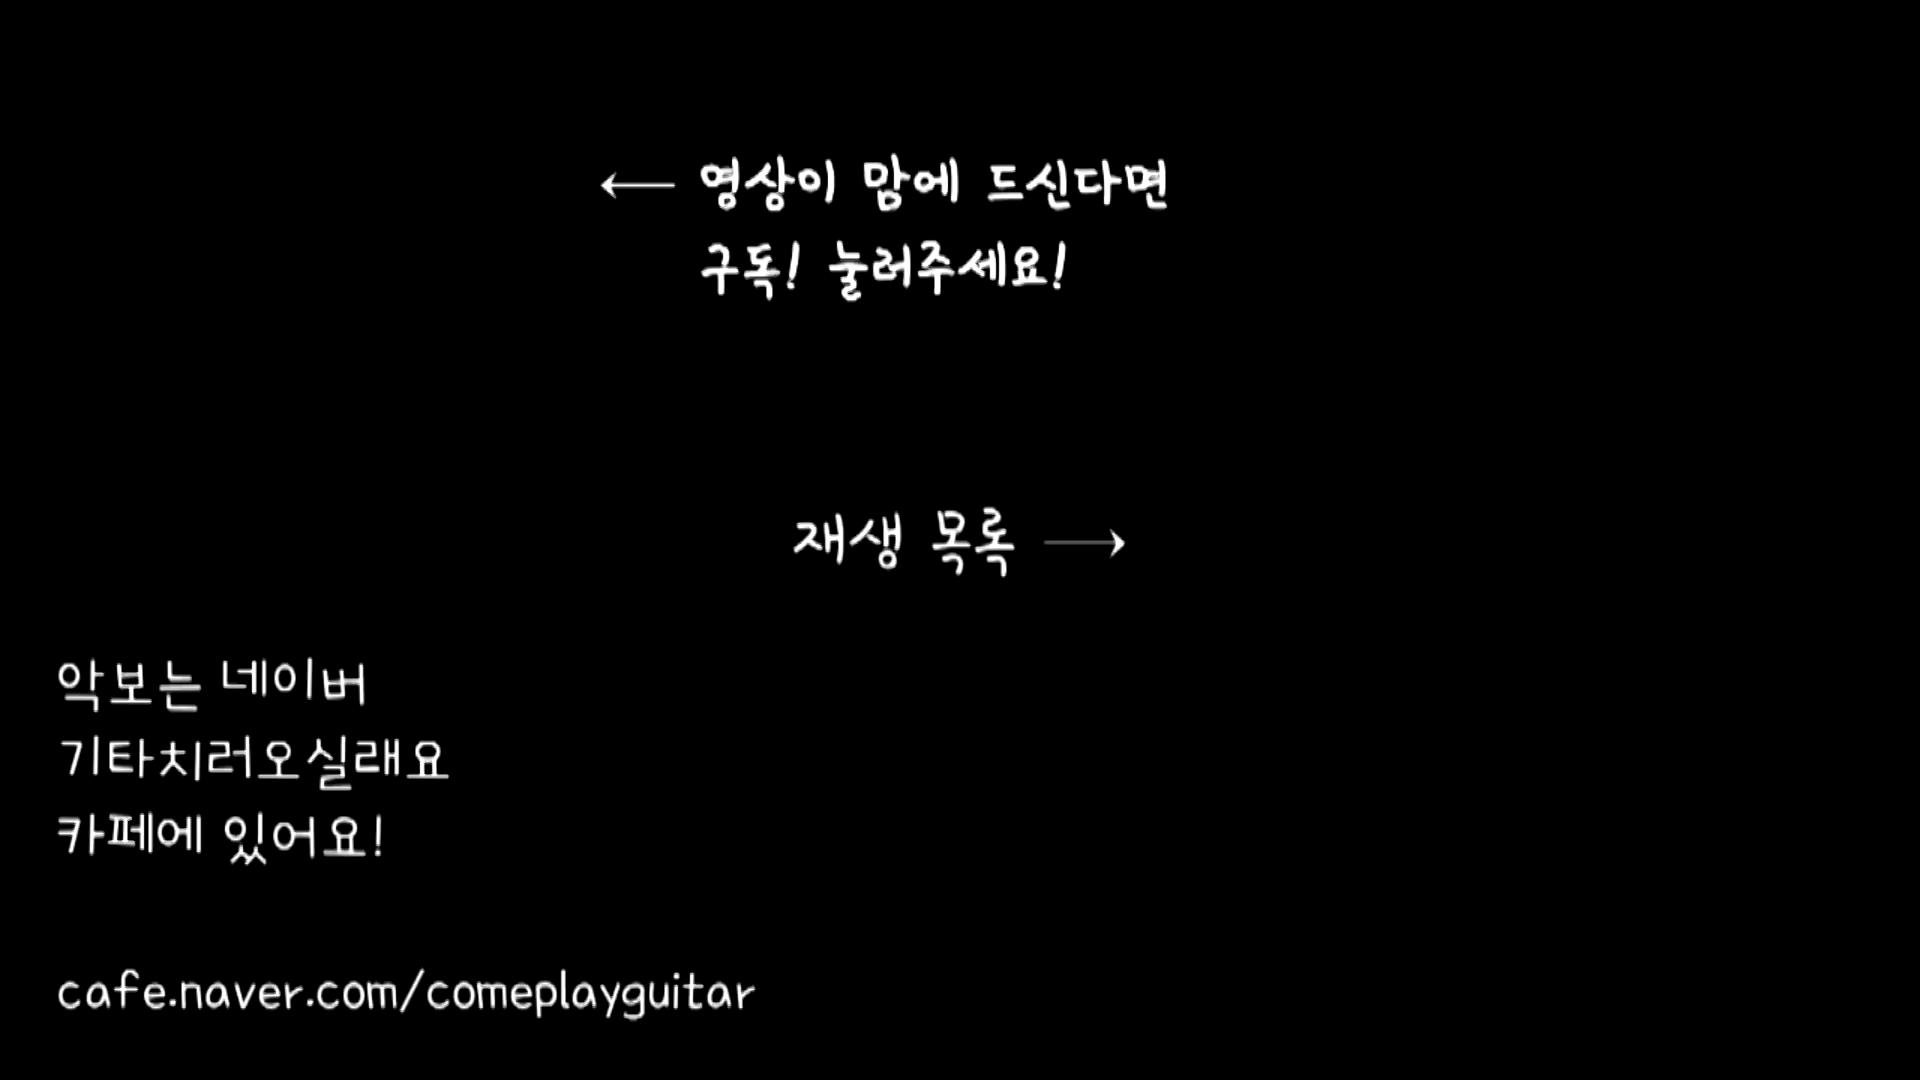 ← 영상이 맘에 드신다면
구독! 눌러주세요!
재생 목록 →
악보는 네이버
기타치러오실래요
카페에 있어요!
cafe.naver.com/comeplayguitar